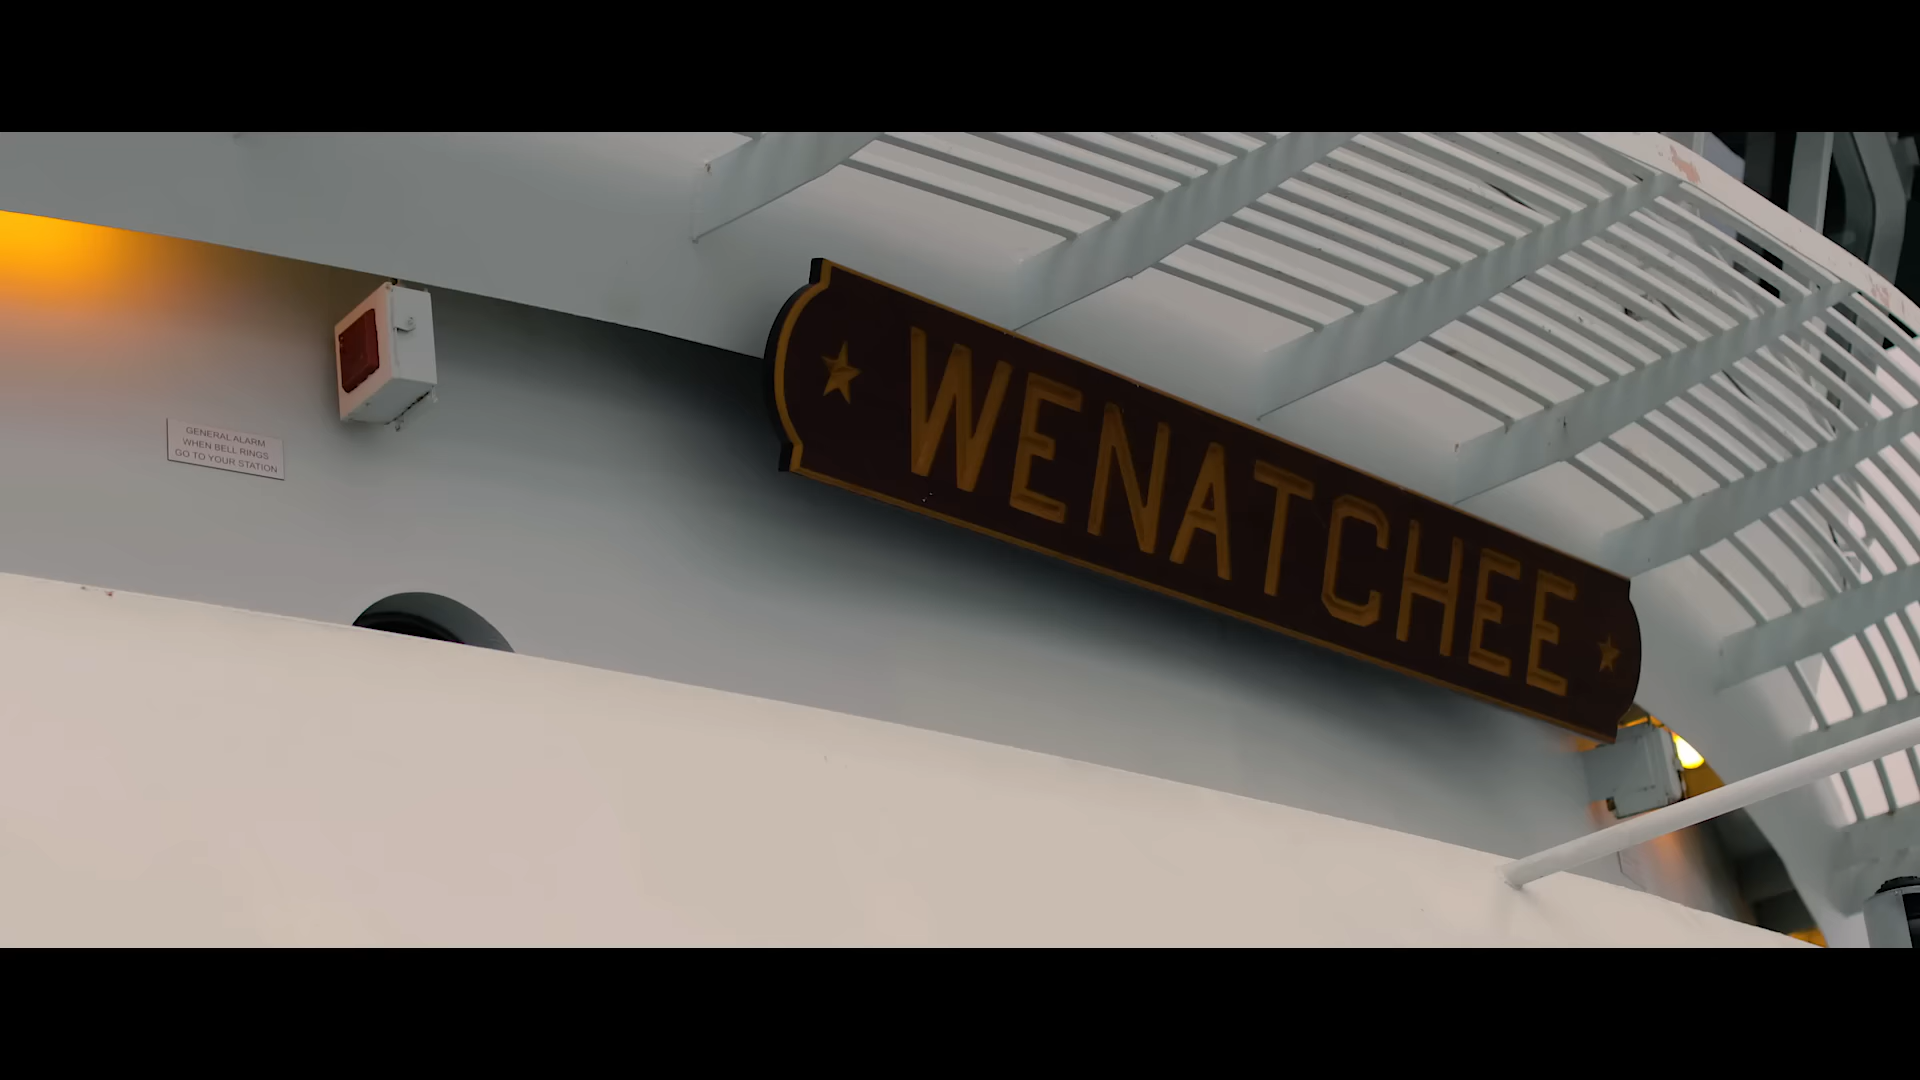 GENERAL ALARM
WHEN BELL RINGS
GO TO YOUR STATION
WENATCHEE